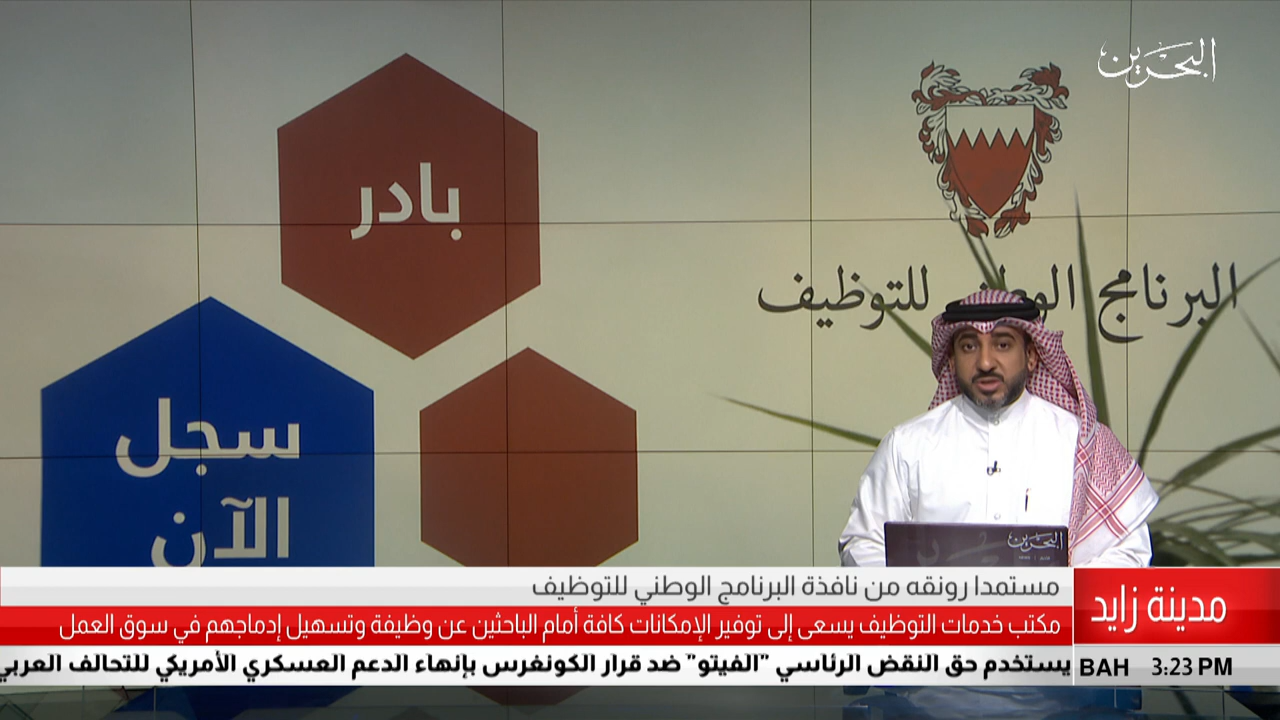 البحرين
بادر
البرنامج الوطني للتوظيف
سجل
الآن
البحرين
مستمدا رونقه من نافذة البرنامج الوطني للتوظيف
مدينة زايد
مكتب خدمات التوظيف يسعى إلى توفير الإمكانات كافة أمام الباحثين عن وظيفة وتسهيل إدماجهم في سوق العمل
يستخدم حق النقض الرئاسي "الفيتو" ضد قرار الكونغرس بإنهاء الدعم العسكري الأمريكي للتحالف العربي
BAH 3:23 PM